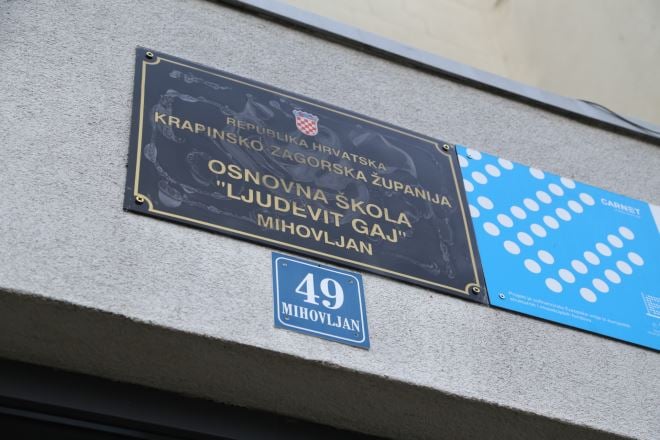 REPUBLIKA HRVATSKA
KRAPINSKO ZAGORSKA ŽUPANIJA
OSNOVNA ŠKOLA
"LJUDEVIT GAJ"
MIHOVLJAN
49
MIHOVLJAN
CARNET